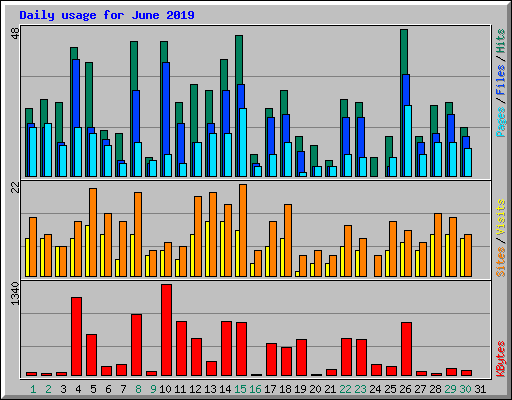 Daily usage for June 2019
48
Pages / Files / Hits
22
Sites / Visits
1340
KBytes
1 2 3 4 5 6 7 8 9 10 11 12 13 14 15 16 17 18 19 20 21 22 23 24 25 26 27 28 29 30 31